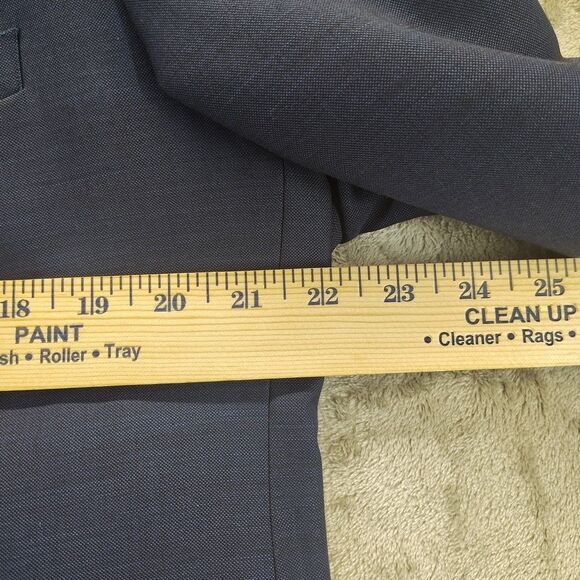 18 19 20 21 22 23 24 25
PAINT CLEAN UP
sh • Roller • Tray • Cleaner • Rags •